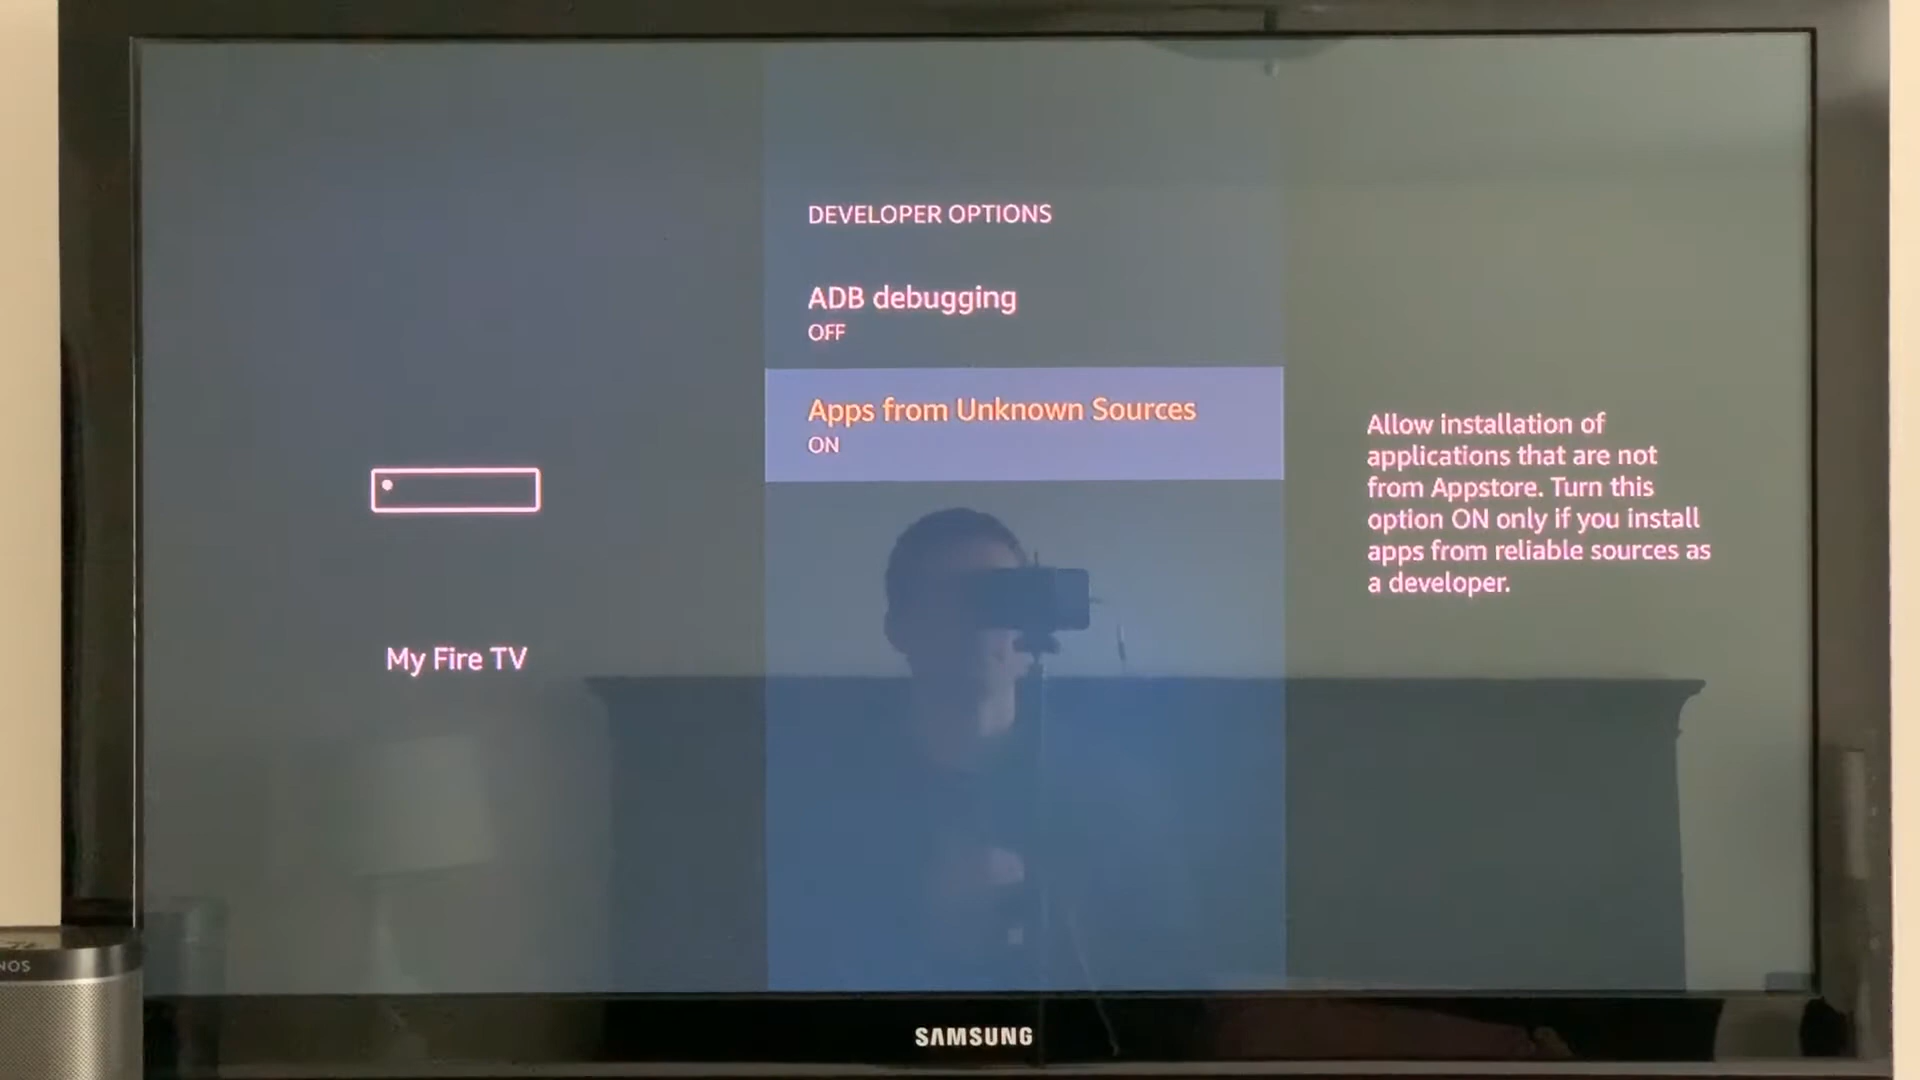 DEVELOPER OPTIONS
ADB debugging
OFF
Apps from Unknown Sources
ON
My Fire TV
Allow installation of
applications that are not
from Appstore. Turn this
option ON only if you install
apps from reliable sources as
a developer.
NOS
SAMSUNG